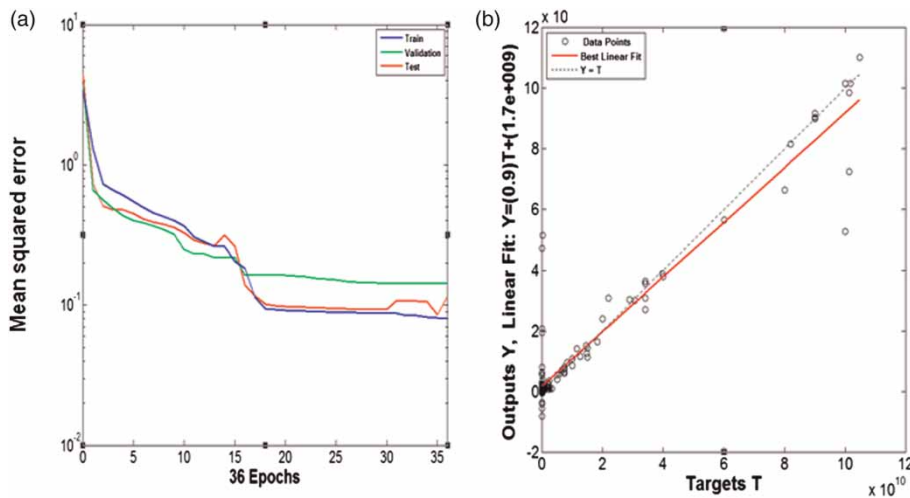 (a)
10^1
10^0
10^-1
10^-2
Mean squared error
Train
Validation
Test
0 5 10 15 20 25 30 35
36 Epochs
(b)
x 10^10
12
10
8
6
4
2
0
-2
Outputs Y, Linear Fit: Y=(0.9)T+(1.7e+009)
Data Points
Best Linear Fit
Y = T
0 2 4 6 8 10 12
Targets T
x 10^10